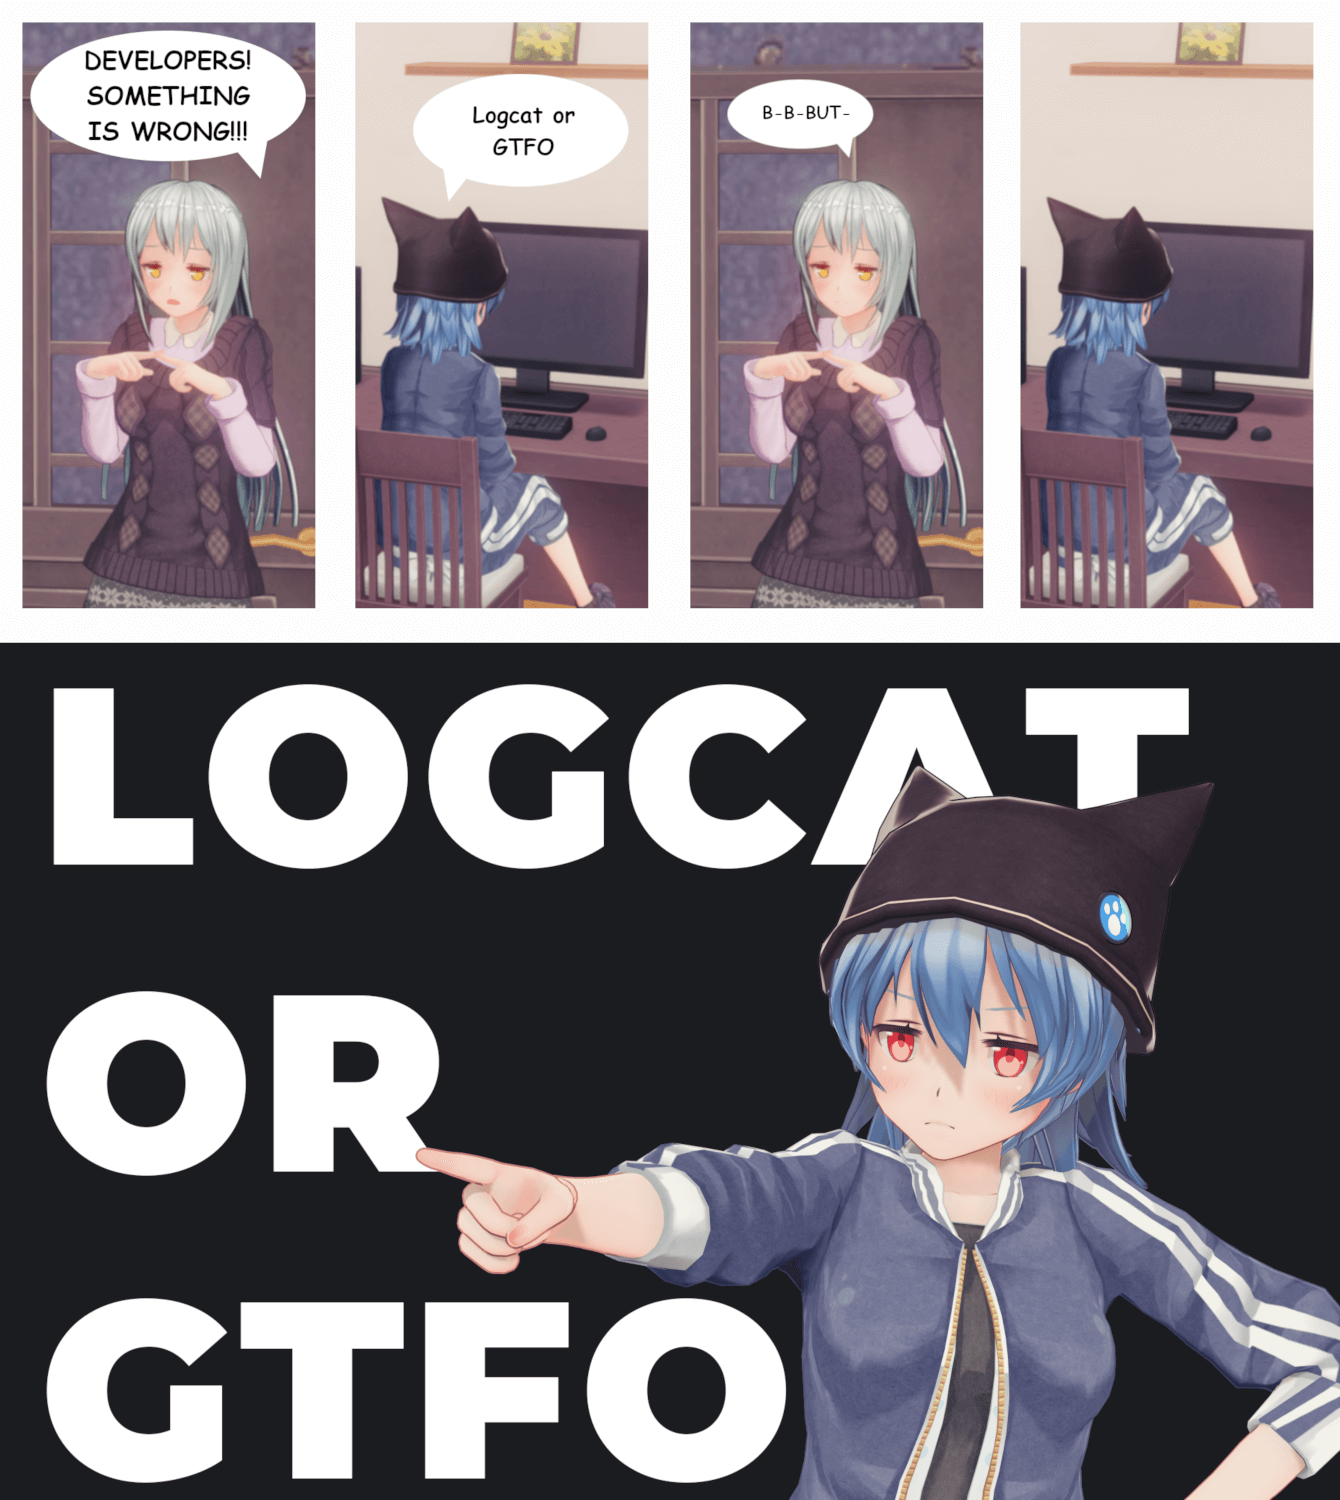 DEVELOPERS!
SOMETHING
IS WRONG!!!
Logcat or
GTFO
B-B-BUT-
LOGCAT
OR
GTFO